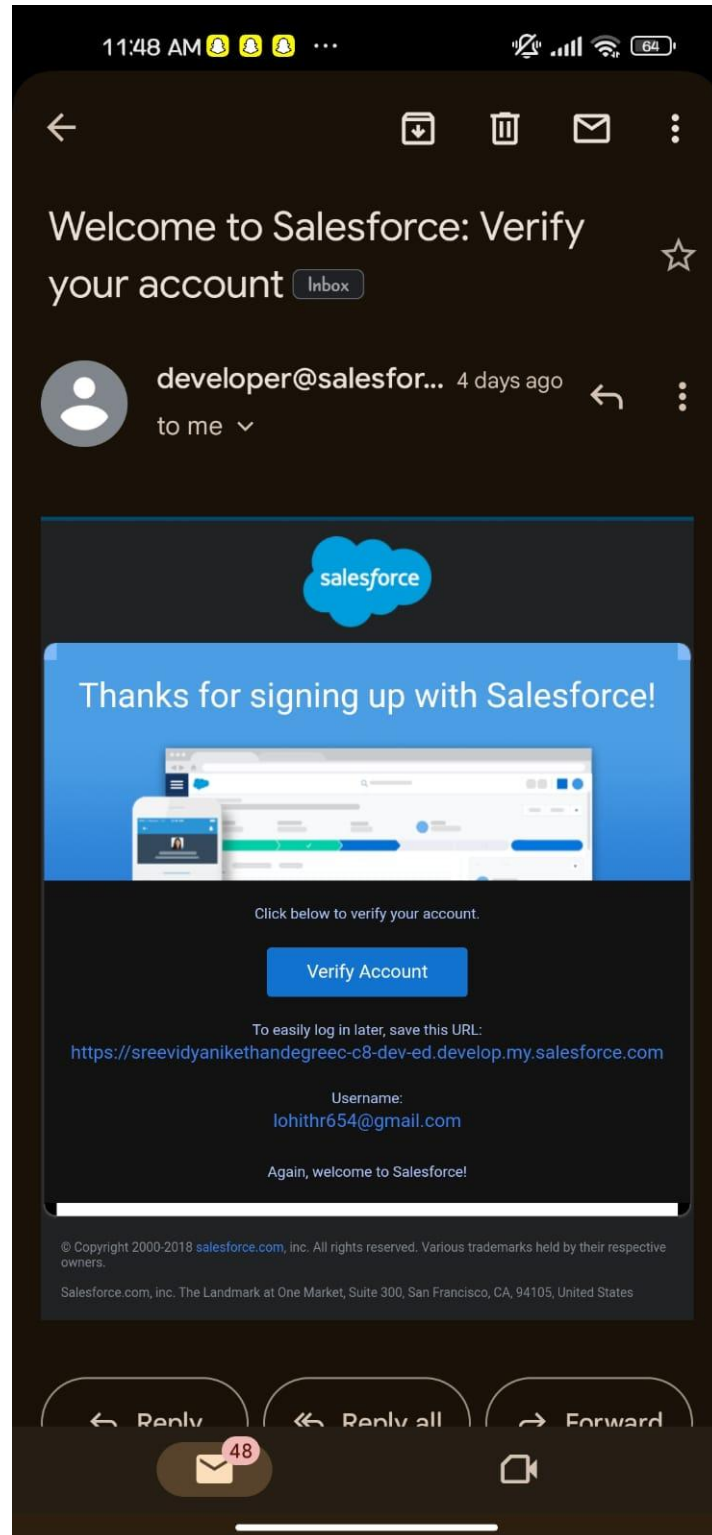 11:48 AM ...
64
Welcome to Salesforce: Verify
your account Inbox
developer@salesfor... 4 days ago
to me
salesforce
Thanks for signing up with Salesforce!
Click below to verify your account.
Verify Account
To easily log in later, save this URL:
https://sreevidyanikethandegreec-c8-dev-ed.develop.my.salesforce.com
Username:
lohithr654@gmail.com
Again, welcome to Salesforce!
© Copyright 2000-2018 salesforce.com, inc. All rights reserved. Various trademarks held by their respective
owners.
Salesforce.com, inc. The Landmark at One Market, Suite 300, San Francisco, CA, 94105, United States
Reply Reply all Forward
48